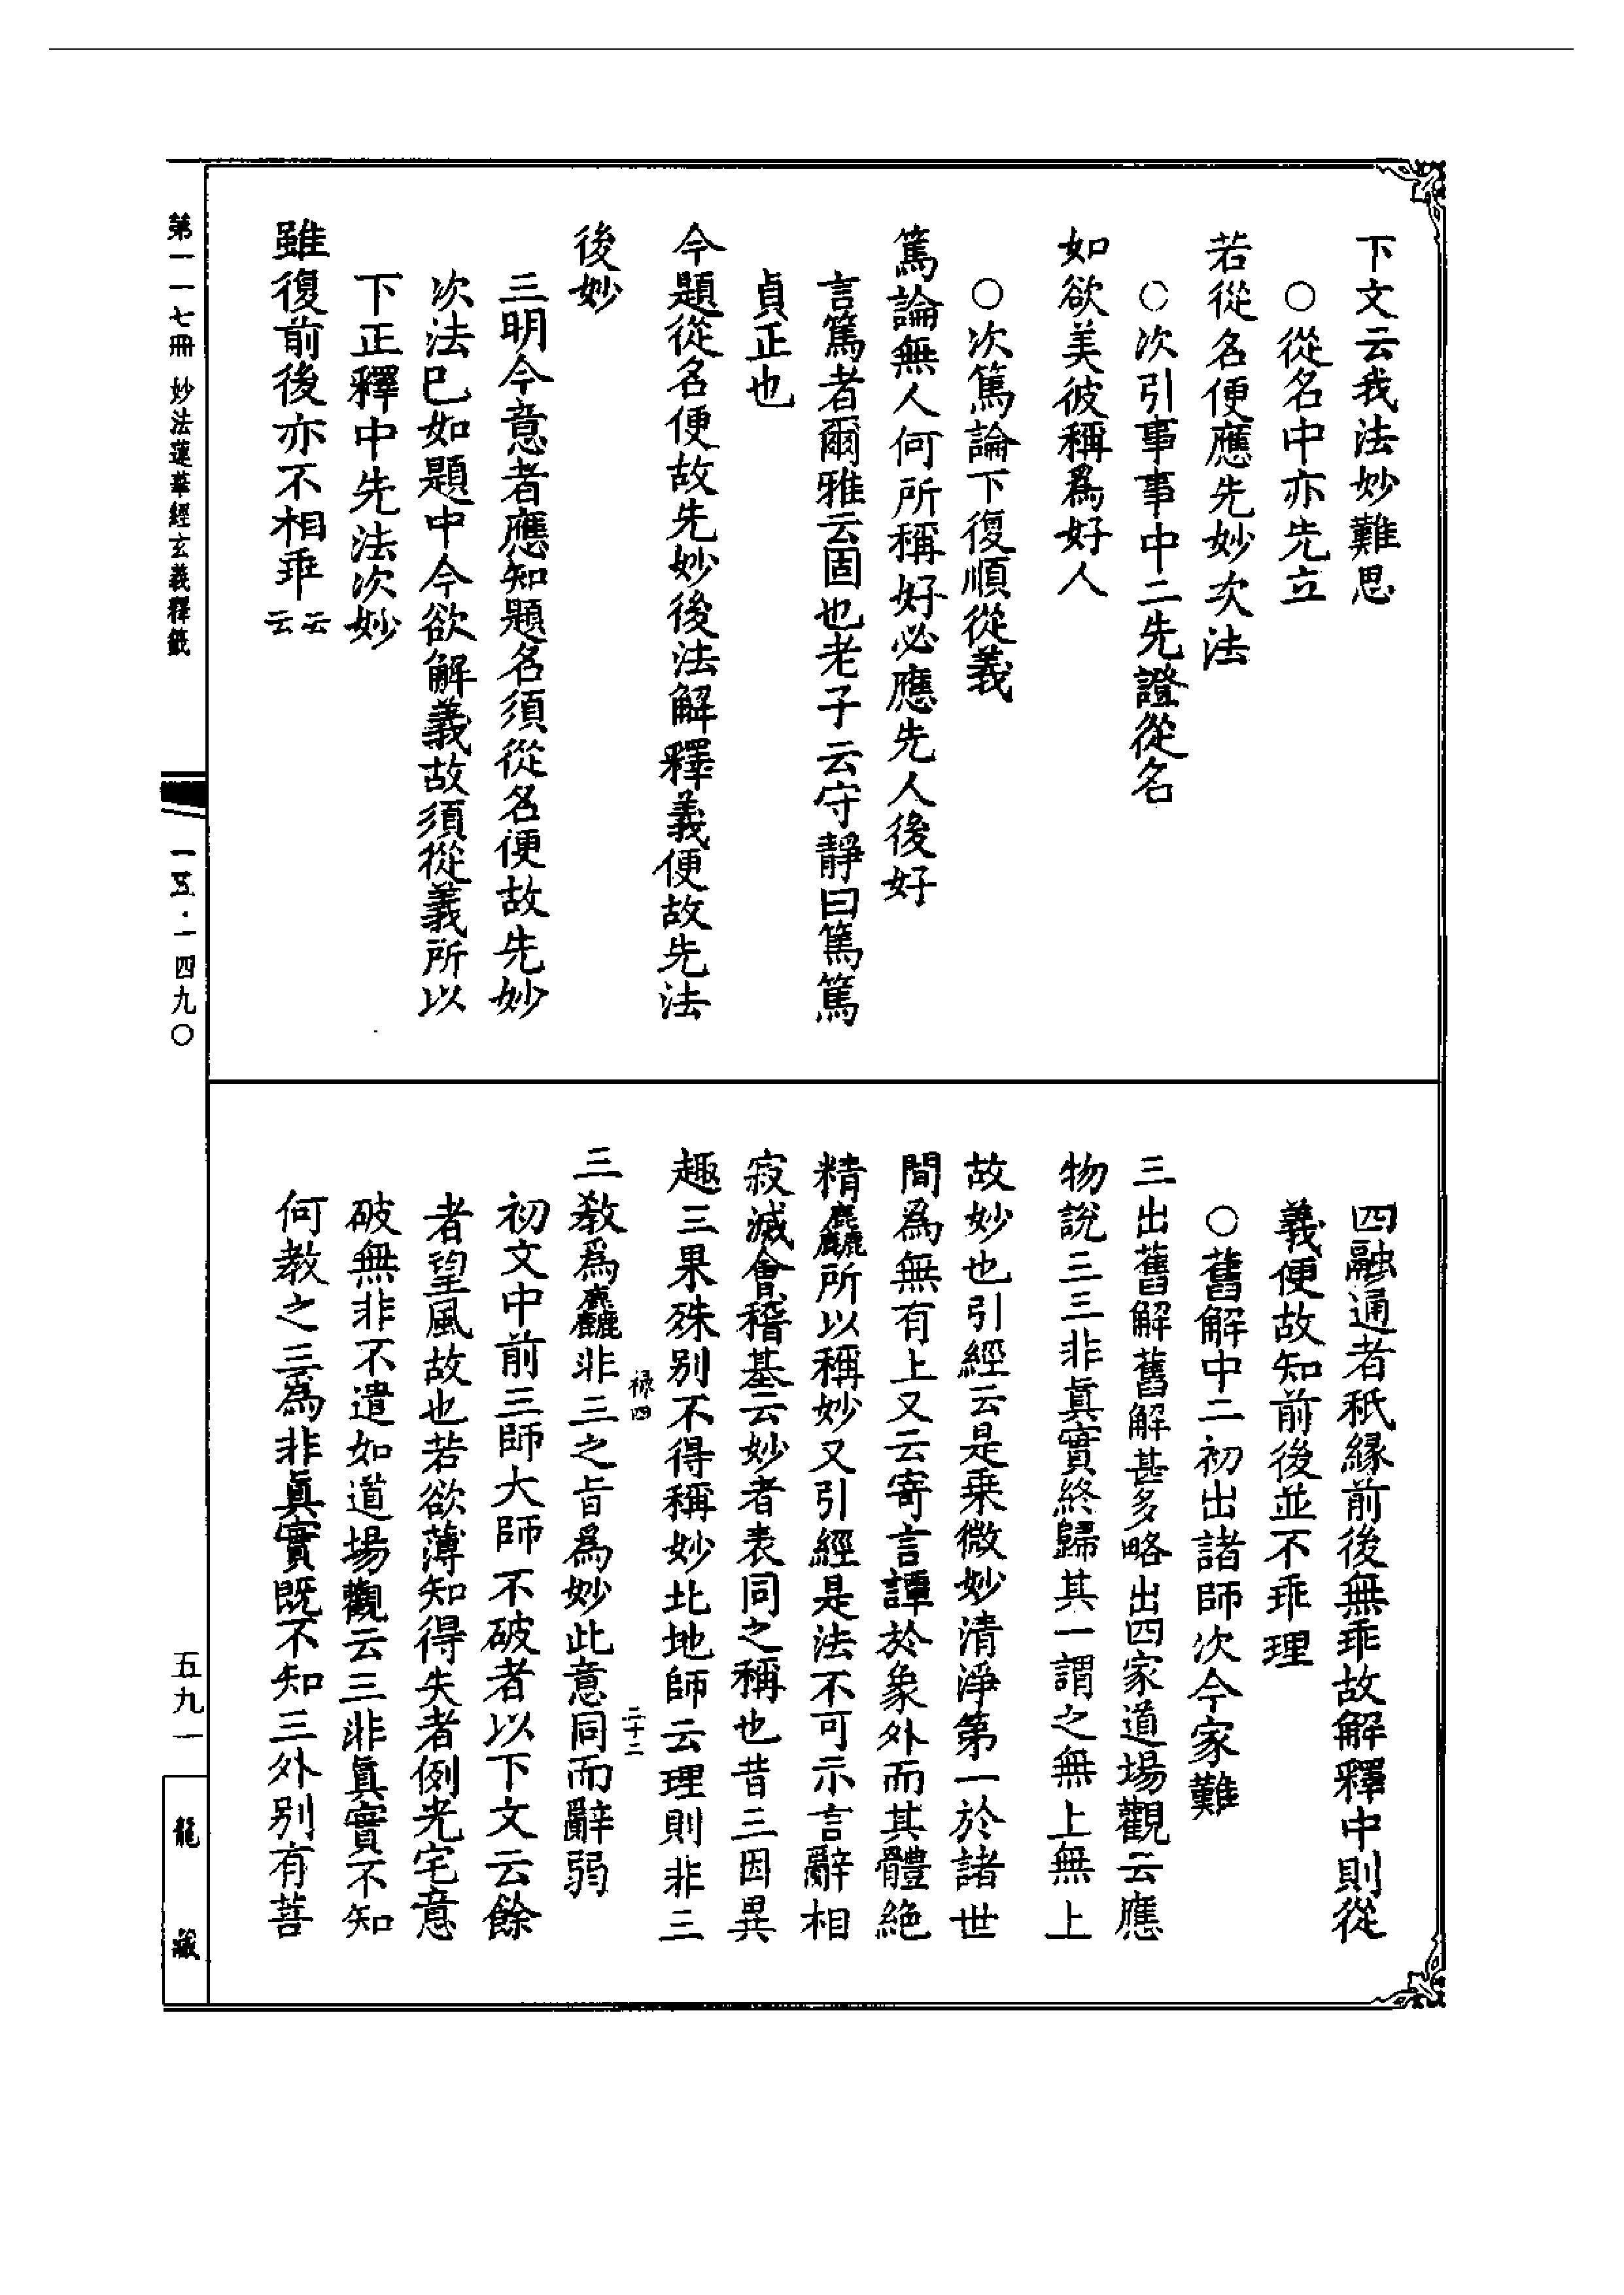 下文云我法妙難思
○從名中亦先立
若從名便應先妙次法
○次引事事中二先證從名
如欲美彼稱爲好人
○次篤論下復順從義
篤論無人何所稱好必應先人後好
言篤者爾雅云固也老子云守靜曰篤篤
貞正也
今題從名便故先妙後法解釋義便故先法
後妙
三明今意者應知題名須從名便故先妙
次法已如題中今欲解義故須從義所以
下正釋中先法次妙
雖復前後亦不相乖云云
四融通者秖緣前後無乖故解釋中則從
義便故知前後並不乖理
○舊解中二初出諸師次今家難
三出舊解舊解甚多略出四家道場觀云應
物說三三非眞實終歸其一謂之無上無上
故妙也引經云是乗微妙清淨第一於諸世
間爲無有上又云寄言譚於象外而其體絶
精麤所以稱妙又引經是法不可示言辭相
寂滅會稽基云妙者表同之稱也昔三因異
趣三果殊别不得稱妙北地師云理則非三
三教爲麤非三之旨爲妙此意同而辭弱
祿四
二十二
初文中前三師大師不破者以下文云餘
者望風故也若欲薄知得失者例光宅意
破無非不遣如道場觀云三非眞實不知
何教之三爲非眞實既不知三外别有菩
第一一七冊 妙法蓮華經玄義釋籤
一五·一四九〇
五九一
龍藏